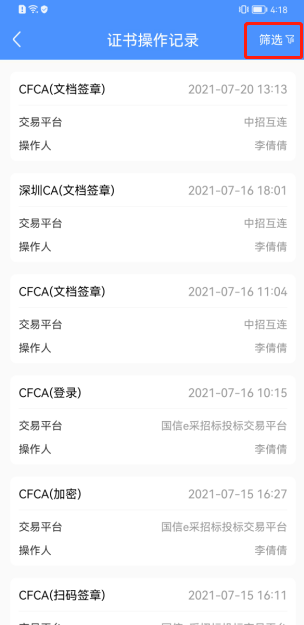 4:18
证书操作记录
筛选
CFCA(文档签章) 2021-07-20 13:13
交易平台 中招互连
操作人 李倩倩
深圳CA(文档签章) 2021-07-16 18:01
交易平台 中招互连
操作人 李倩倩
CFCA(文档签章) 2021-07-16 11:04
交易平台 中招互连
操作人 李倩倩
CFCA(登录) 2021-07-16 10:15
交易平台 国信e采招标投标交易平台
操作人 李倩倩
CFCA(加密) 2021-07-15 16:27
交易平台 国信e采招标投标交易平台
操作人 李倩倩
CFCA(扫码签章) 2021-07-15 16:11